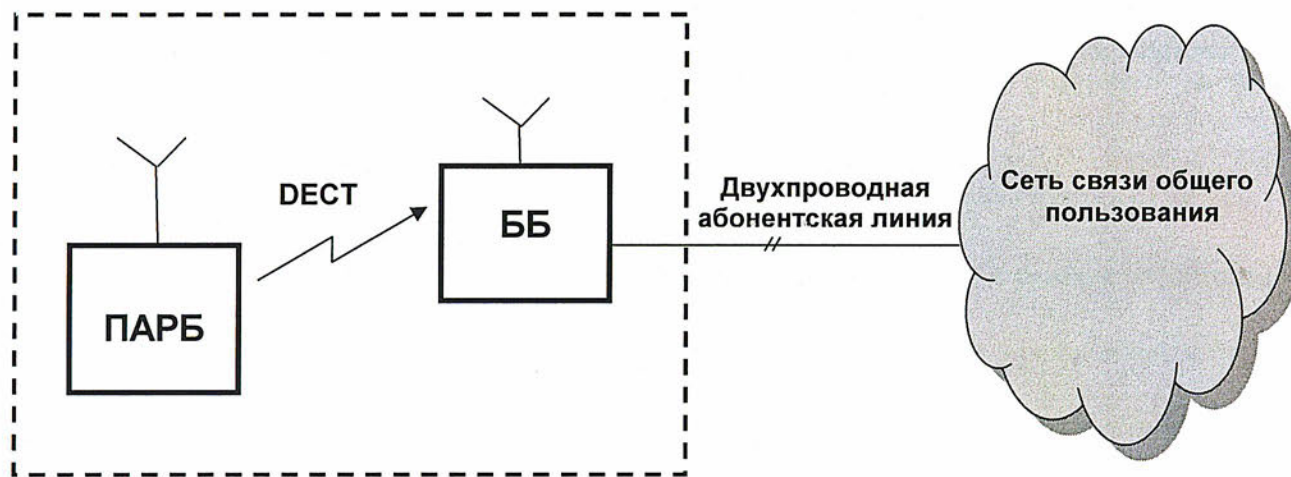 DECT
ПАРБ
ББ
Двухпроводная
абонентская линия
Сеть связи общего
пользования